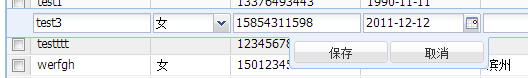 test1 13376493443 1990-11-11
test3 女 15854311598 2011-12-12
testttt 12345678
保存 取消
werfgh 女 15012345 滨州